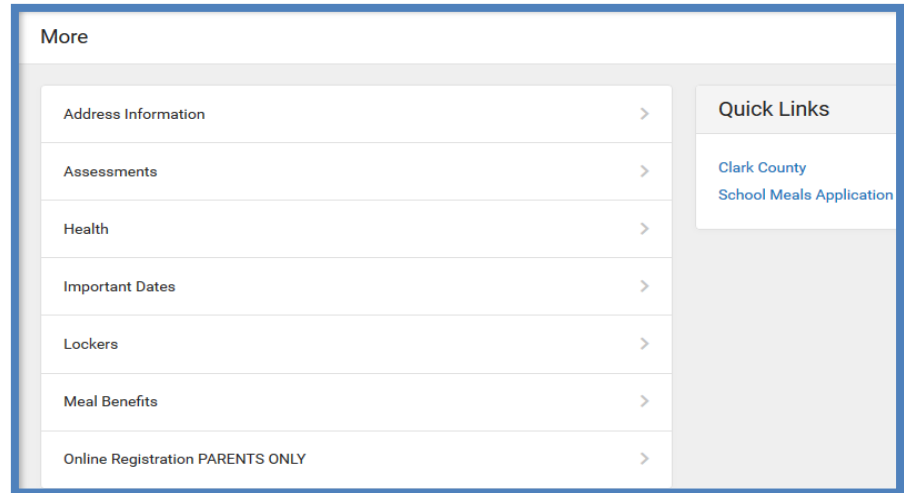 More
Address Information
Assessments
Health
Important Dates
Lockers
Meal Benefits
Online Registration PARENTS ONLY
Quick Links
Clark County
School Meals Application